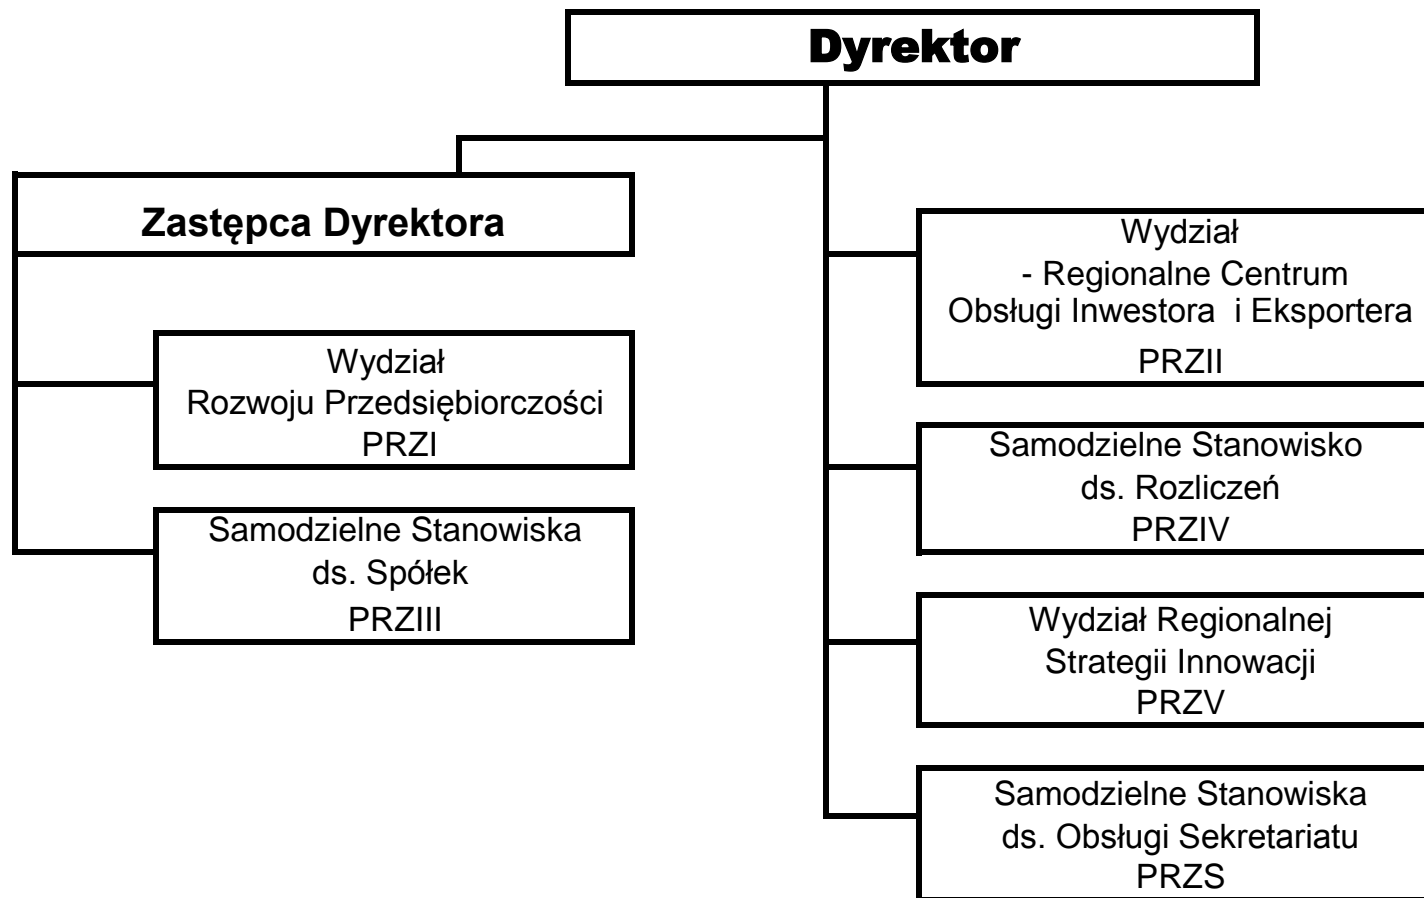 Dyrektor
Zastępca Dyrektora
Wydział
Rozwoju Przedsiębiorczości
PRZI
Samodzielne Stanowiska
ds. Spółek
PRZIII
Wydział
- Regionalne Centrum
Obsługi Inwestora i Eksportera
PRZII
Samodzielne Stanowisko
ds. Rozliczeń
PRZIV
Wydział Regionalnej
Strategii Innowacji
PRZV
Samodzielne Stanowiska
ds. Obsługi Sekretariatu
PRZS